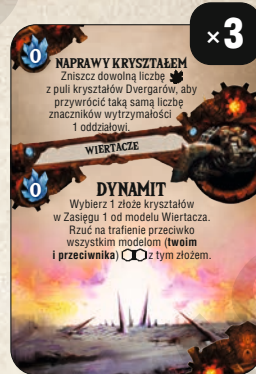 ×3
0
NAPRAWY KRYSZTAŁEM
Zniszcz dowolną liczbę
z puli kryształów Dvergarów, aby
przywrócić taką samą liczbę
znaczników wytrzymałości
1 oddziałowi.
WIERTACZE
0
DYNAMIT
Wybierz 1 złoże kryształów
w Zasięgu 1 od modelu Wiertacza.
Rzuć na trafienie przeciwko
wszystkim modelom (twoim
i przeciwnika) z tym złożem.